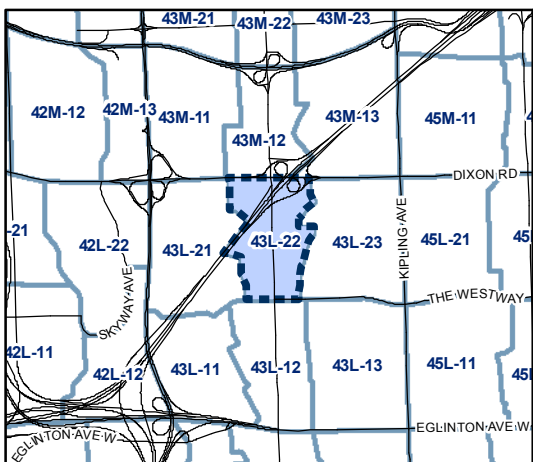 43M-21 43M-22 43M-23
42M-12 42M-13 43M-11 43M-12 43M-13 45M-11
DIXON RD
-21 42L-22 43L-21 43L-22 43L-23 45L-21
SKYWAY AVE
KIPLING AVE
THE WESTWAY
42L-11 42L-12 43L-11 43L-12 43L-13 45L-11
EGLINTON AVE W
EGLINTON AVE W